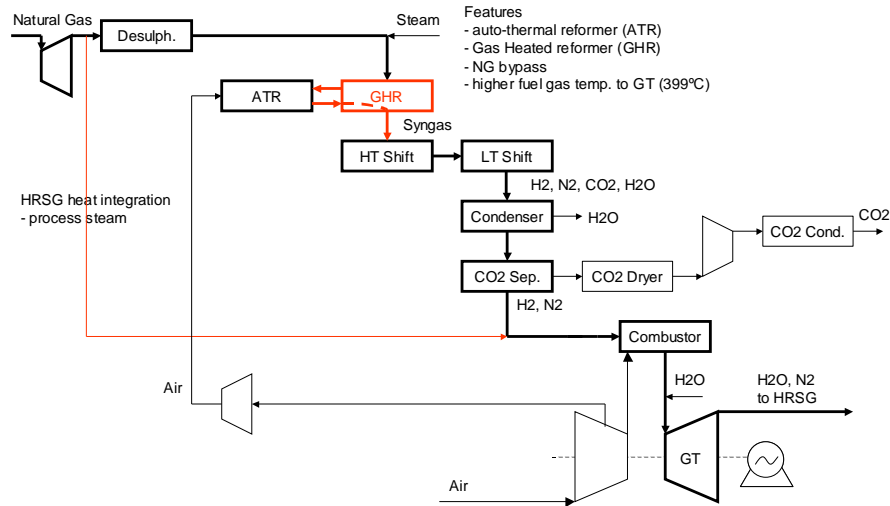 Natural Gas
Desulph.
Steam
Features
- auto-thermal reformer (ATR)
- Gas Heated reformer (GHR)
- NG bypass
- higher fuel gas temp. to GT (399ºC)
ATR
GHR
Syngas
HT Shift
LT Shift
H2, N2, CO2, H2O
HRSG heat integration
- process steam
Condenser
H2O
CO2
CO2 Cond.
CO2 Sep.
CO2 Dryer
H2, N2
Combustor
Air
H2O
H2O, N2
to HRSG
GT
Air